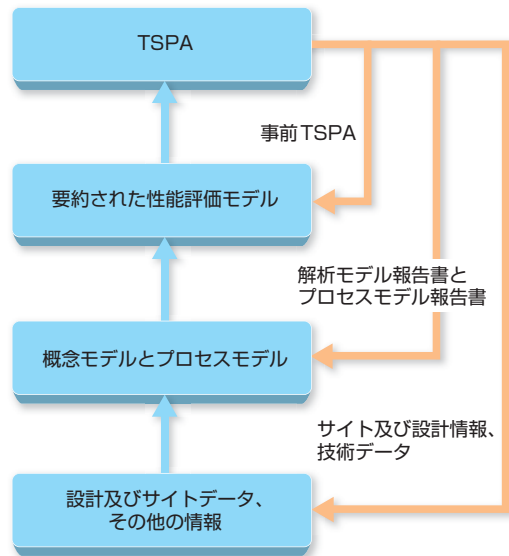 TSPA
事前TSPA
要約された性能評価モデル
解析モデル報告書と
プロセスモデル報告書
概念モデルとプロセスモデル
サイト及び設計情報、
技術データ
設計及びサイトデータ、
その他の情報